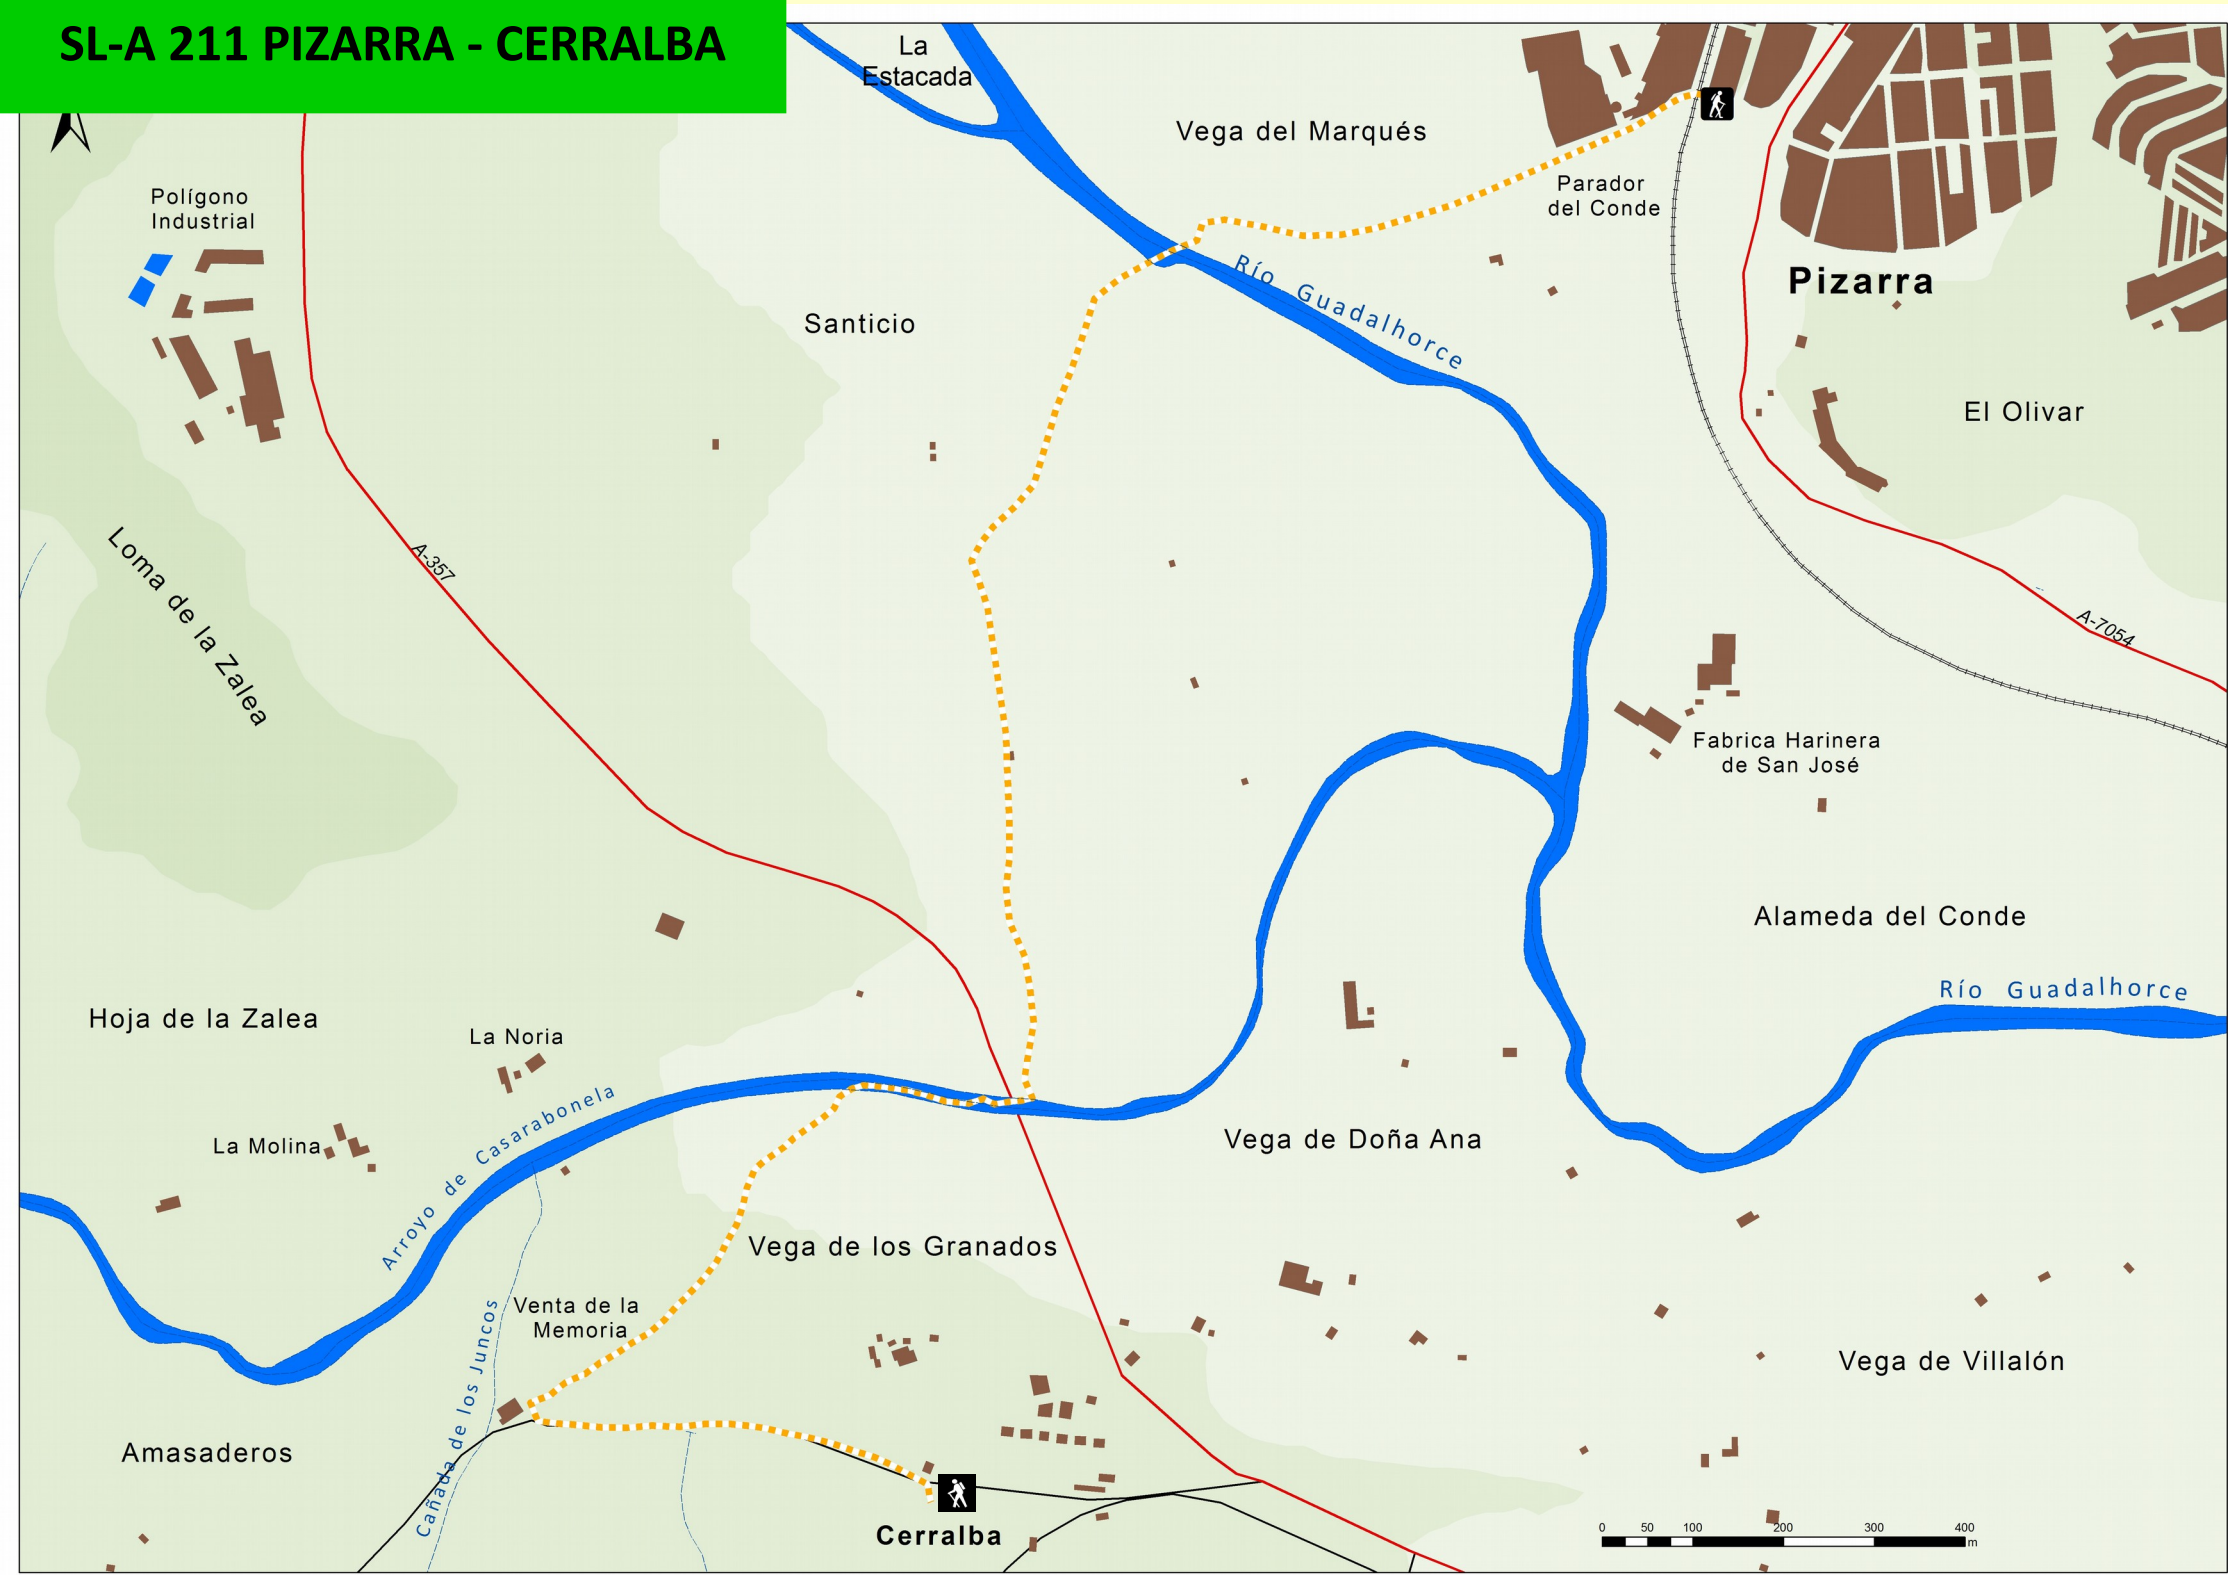 SL-A 211 PIZARRA - CERRALBA
La
Estacada
Vega del Marqués
Parador
del Conde
Polígono
Industrial
Pizarra
Río Guadalhorce
Santicio
El Olivar
Loma de la Zalea
A-357
A-7054
Fabrica Harinera
de San José
Alameda del Conde
Río Guadalhorce
Hoja de la Zalea
La Noria
Arroyo de Casarabonela
La Molina
Vega de Doña Ana
Vega de los Granados
Venta de la
Memoria
Cañada de los Juncos
Vega de Villalón
Amasaderos
Cerralba
0 50 100 200 300 400
m